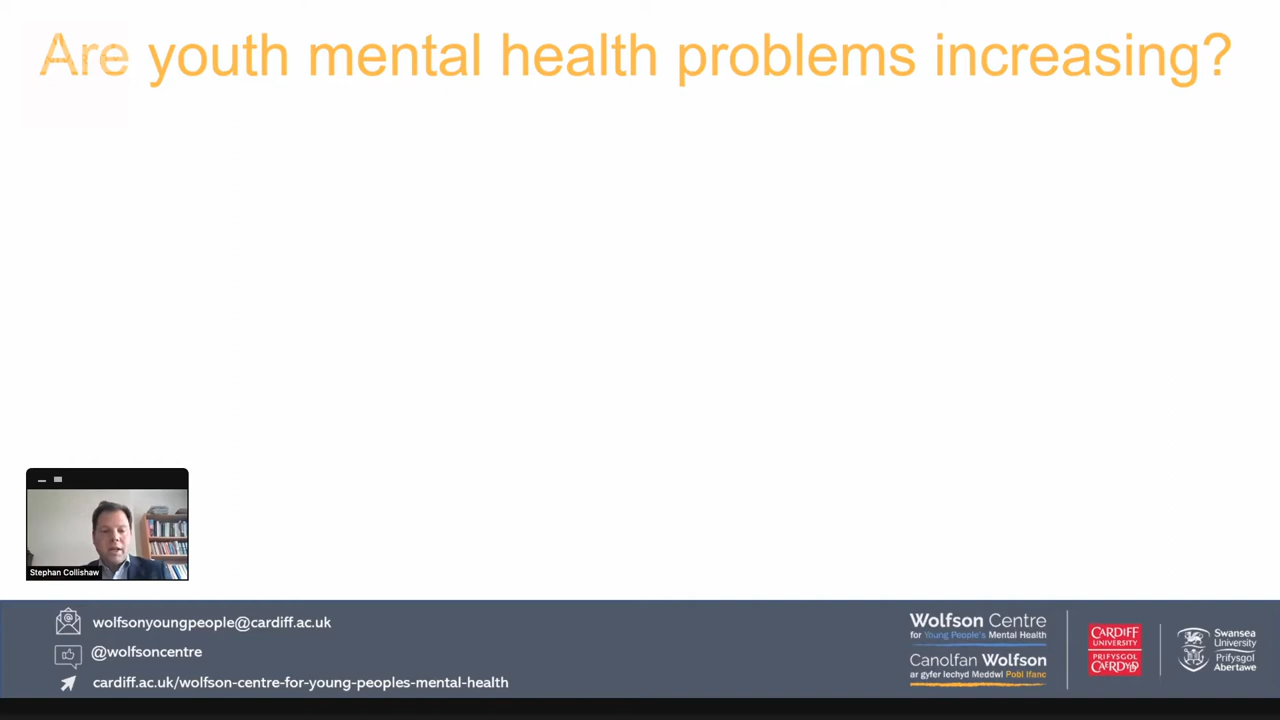 Are youth mental health problems increasing?
Stephan Collishaw
wolfsonyoungpeople@cardiff.ac.uk
@wolfsoncentre
cardiff.ac.uk/wolfson-centre-for-young-peoples-mental-health
Wolfson Centre
for Young People's Mental Health
Canolfan Wolfson
ar gyfer Iechyd Meddwl Pobl Ifanc
CARDIFF
UNIVERSITY
PRIFYSGOL
CAERDYD
Swansea
University
Prifysgol
Abertawe